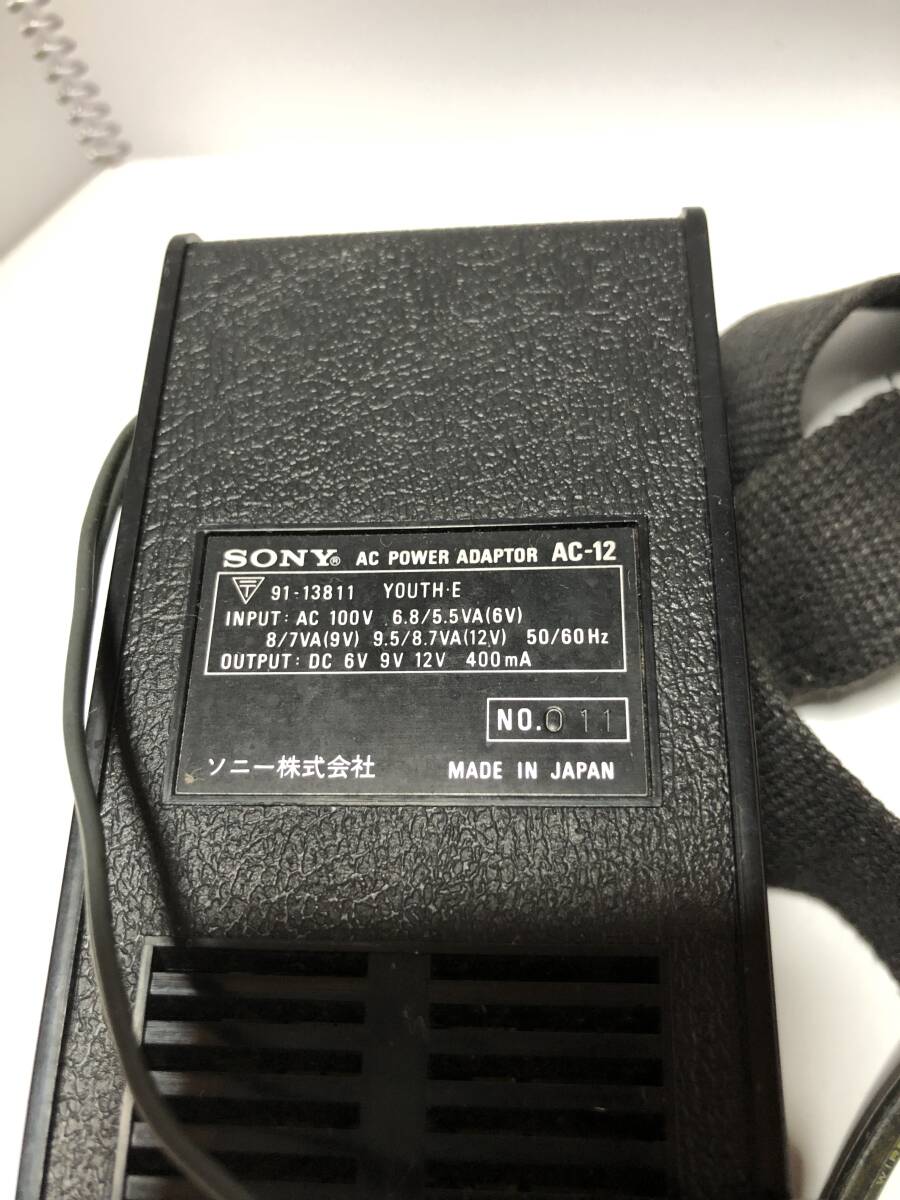 SONY® AC POWER ADAPTOR AC-12
〒 91-13811 YOUTH·E
INPUT: AC 100V 6.8/5.5VA(6V)
8/7VA(9V) 9.5/8.7VA(12V) 50/60Hz
OUTPUT: DC 6V 9V 12V 400mA
NO.011
ソニー株式会社 MADE IN JAPAN